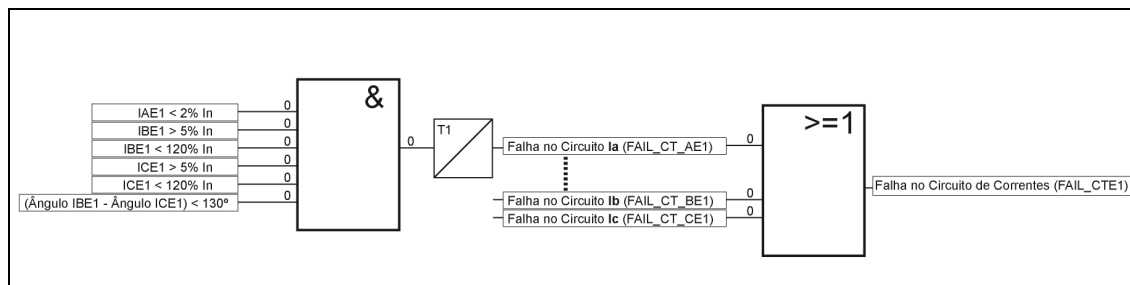 &
>=1
0
IAE1 < 2% In
0
IBE1 > 5% In
0
IBE1 < 120% In
0
ICE1 > 5% In
0
ICE1 < 120% In
0
(Ângulo IBE1 - Ângulo ICE1) < 130º
0
T1
Falha no Circuito Ia (FAIL_CT_AE1)
0
Falha no Circuito Ib (FAIL_CT_BE1)
0
Falha no Circuito Ic (FAIL_CT_CE1)
0
Falha no Circuito de Correntes (FAIL_CTE1)